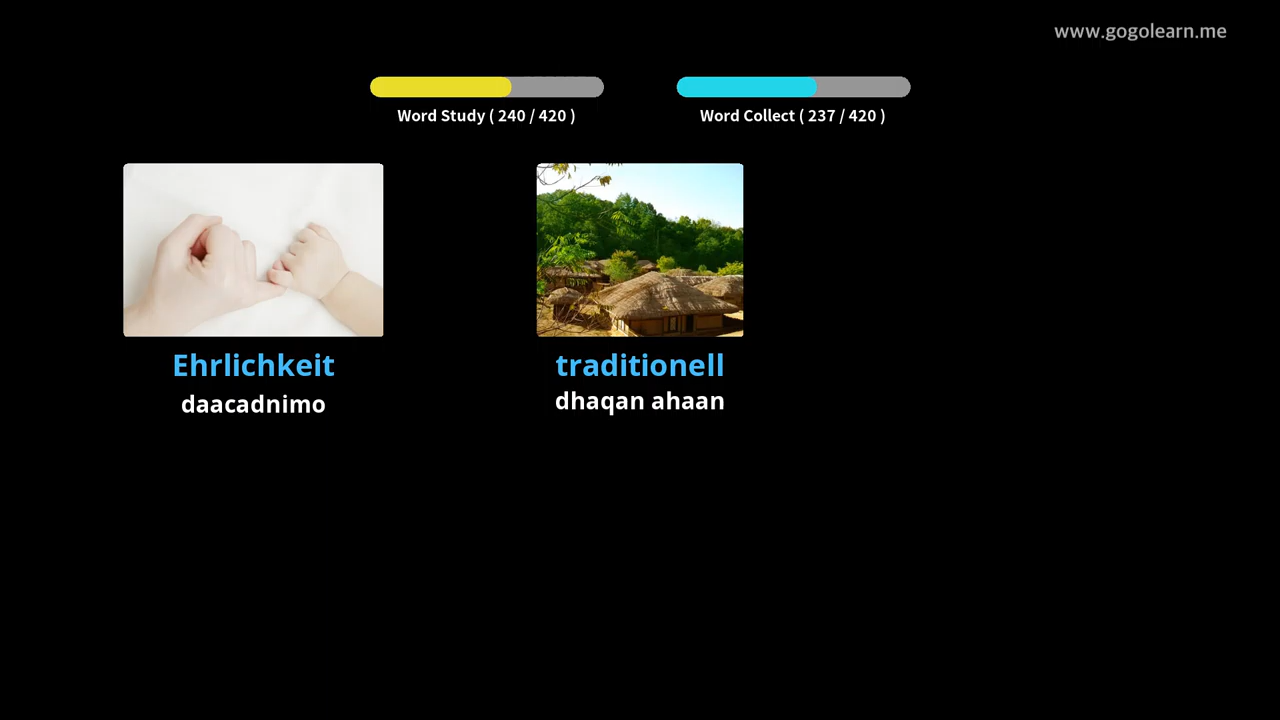 www.gogolearn.me
Word Study ( 240 / 420 )
Word Collect ( 237 / 420 )
Ehrlichkeit
daacadnimo
traditionell
dhaqan ahaan